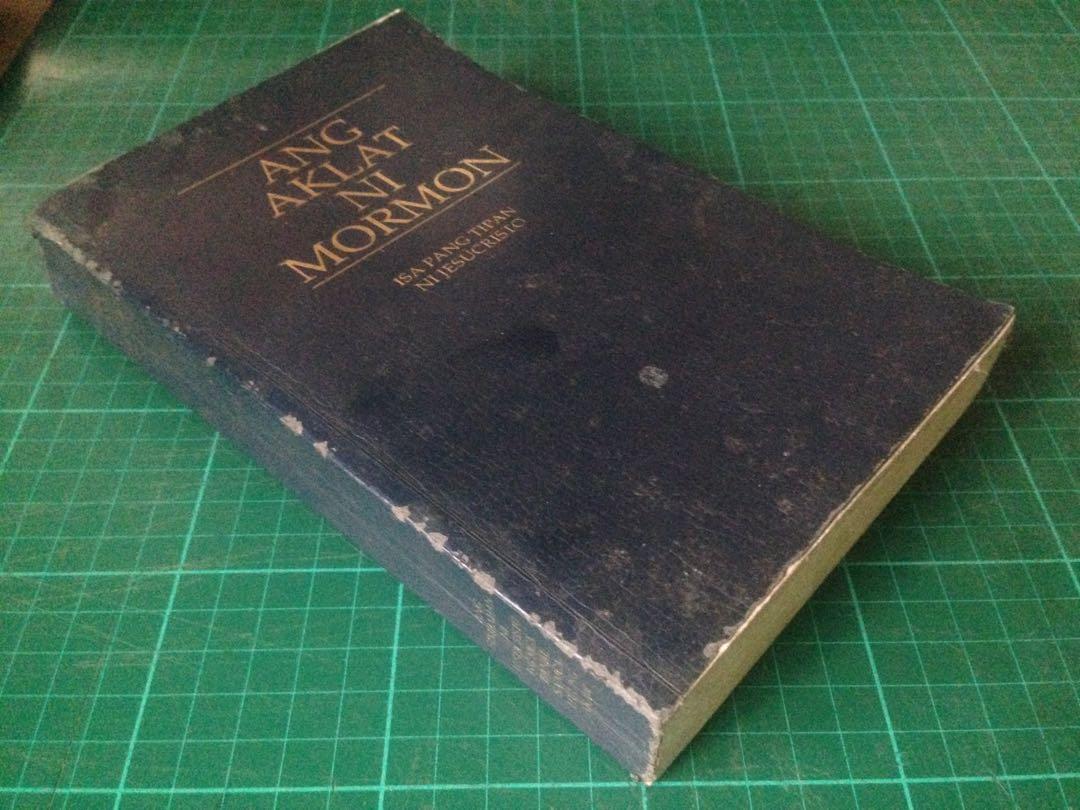 ANG
AKLAT
NI
MORMON
ISA PANG TIPAN
NI JESUCRISTO